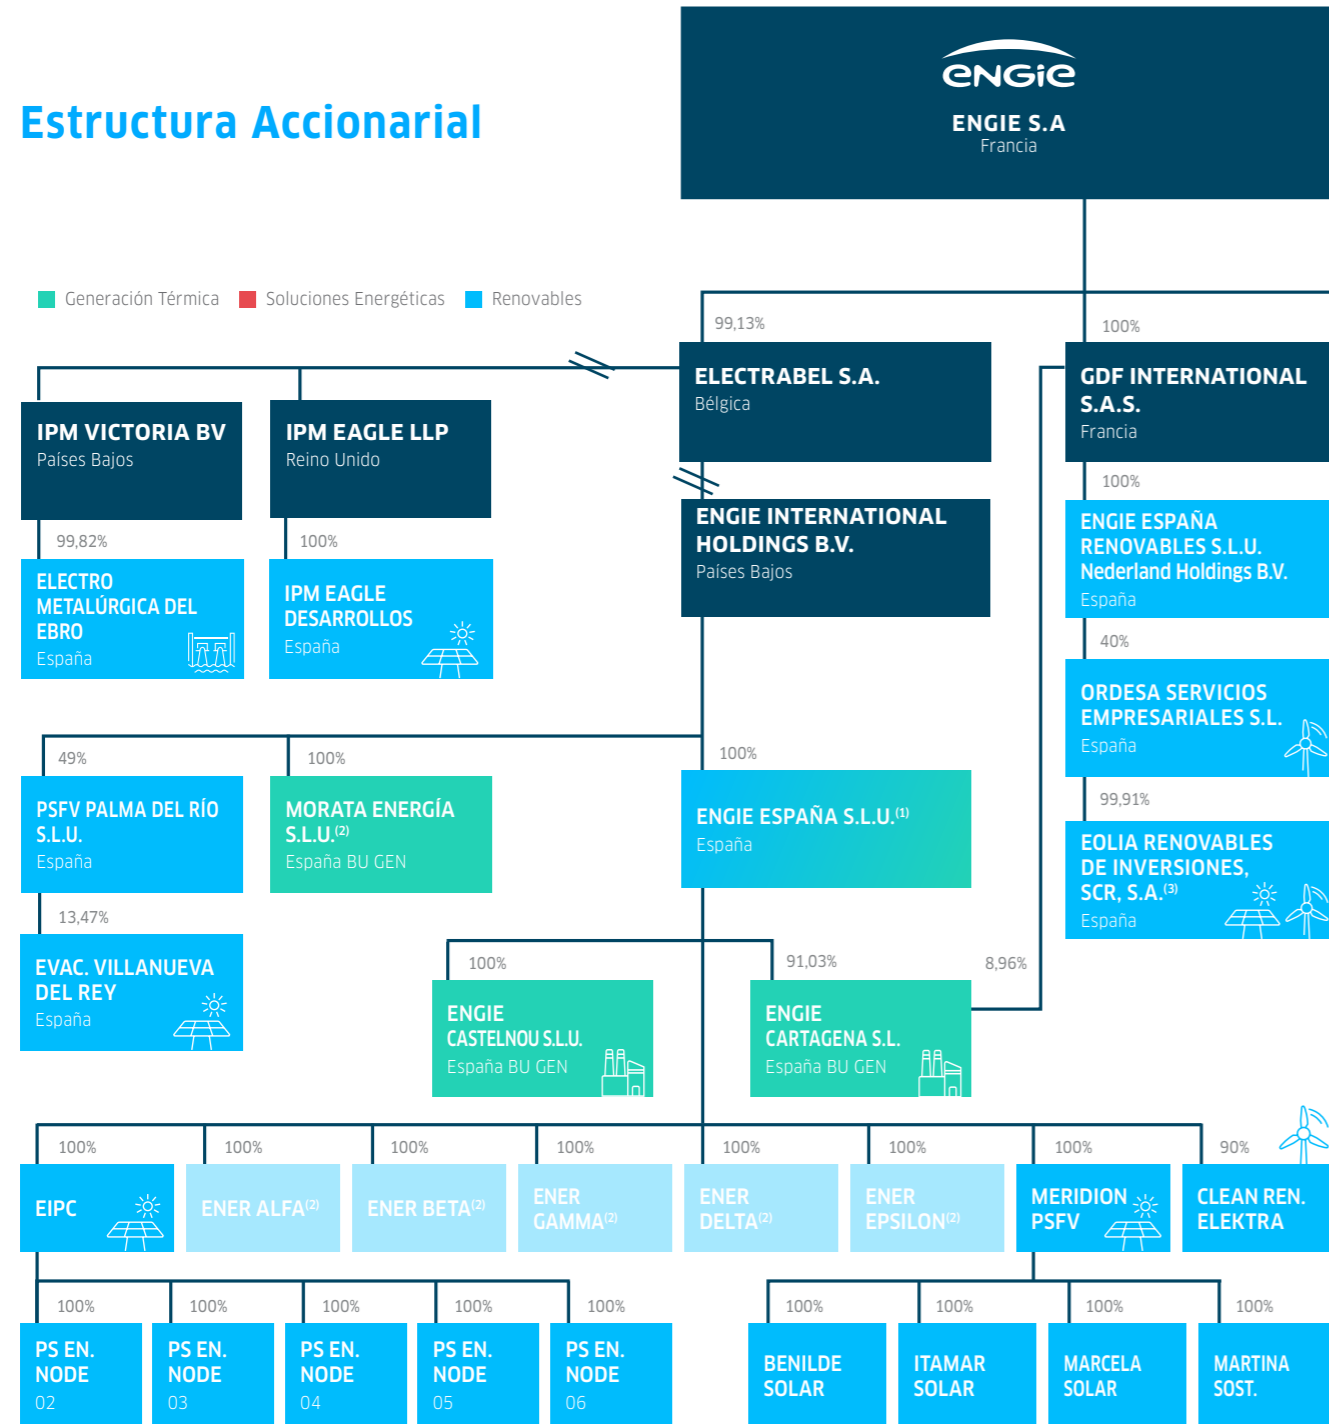 ENGIE
ENGIE S.A
Francia
Estructura Accionarial
Generación Térmica
Soluciones Energéticas
Renovables
99,13%
100%
ELECTRABEL S.A.
Bélgica
GDF INTERNATIONAL
S.A.S.
Francia
IPM VICTORIA BV
Países Bajos
IPM EAGLE LLP
Reino Unido
99,82%
100%
100%
ENGIE INTERNATIONAL
HOLDINGS B.V.
Países Bajos
ENGIE ESPAÑA
RENOVABLES S.L.U.
Nederland Holdings B.V.
España
ELECTRO
METALÚRGICA DEL
EBRO
España
IPM EAGLE
DESARROLLOS
España
40%
ORDESA SERVICIOS
EMPRESARIALES S.L.
España
49%
100%
100%
PSFV PALMA DEL RÍO
S.L.U.
España
MORATA ENERGÍA
S.L.U.(2)
España BU GEN
ENGIE ESPAÑA S.L.U.(1)
España
99,91%
EOLIA RENOVABLES
DE INVERSIONES,
SCR, S.A.(3)
España
13,47%
EVAC. VILLANUEVA
DEL REY
España
100%
91,03%
8,96%
ENGIE
CASTELNOU S.L.U.
España BU GEN
ENGIE
CARTAGENA S.L.
España BU GEN
100%
100%
100%
100%
100%
100%
100%
90%
EIPC
ENER ALFA(2)
ENER BETA(2)
ENER
GAMMA(2)
ENER
DELTA(2)
ENER
EPSILON(2)
MERIDION
PSFV
CLEAN REN.
ELEKTRA
100%
100%
100%
100%
100%
100%
100%
100%
100%
PS EN.
NODE
02
PS EN.
NODE
03
PS EN.
NODE
04
PS EN.
NODE
05
PS EN.
NODE
06
BENILDE
SOLAR
ITAMAR
SOLAR
MARCELA
SOLAR
MARTINA
SOST.